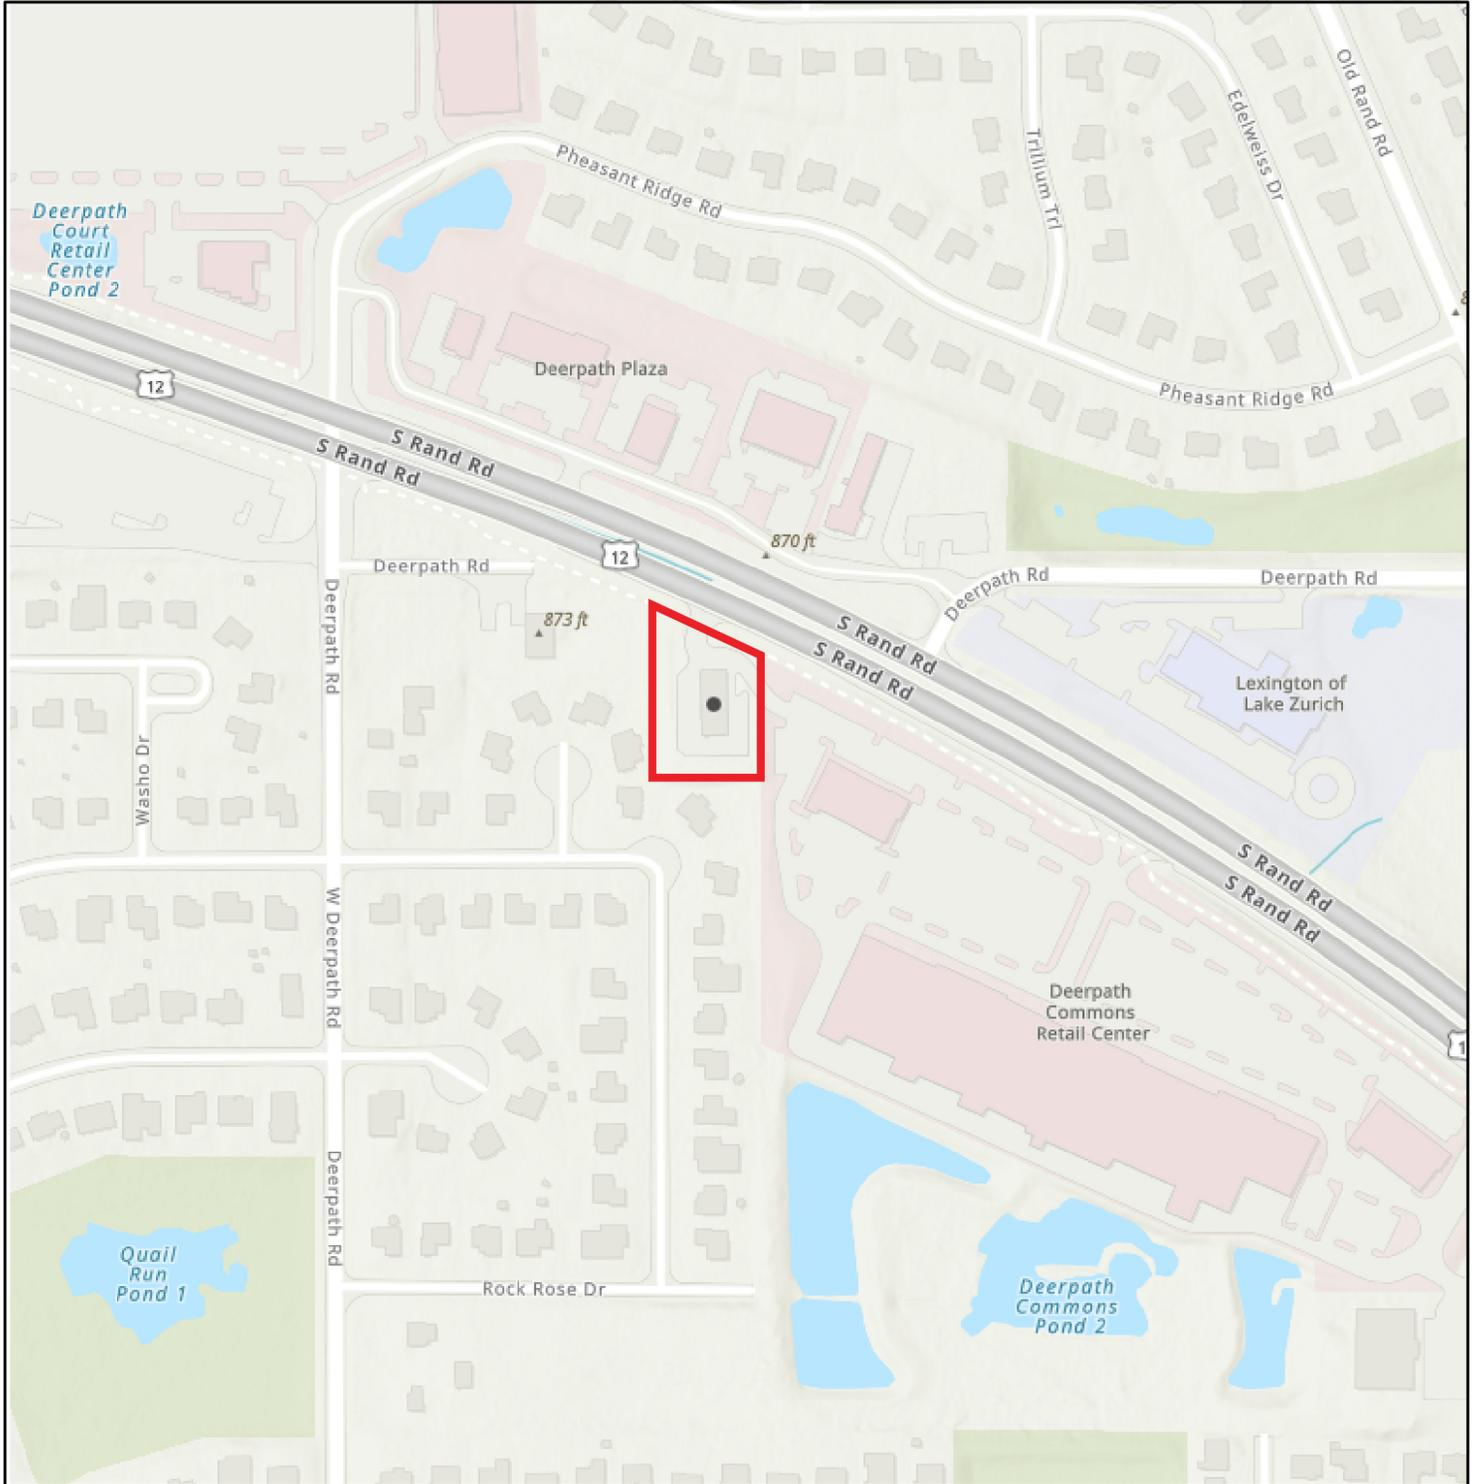 Old Rand Rd
Edelweiss Dr
Trillium Trl
Pheasant Ridge Rd
Deerpath
Court
Retail
Center
Pond 2
8
12
Deerpath Plaza
Pheasant Ridge Rd
S Rand Rd
S Rand Rd
870 ft
12
Deerpath Rd
Deerpath Rd
Deerpath Rd
873 ft
Deerpath Rd
S Rand Rd
S Rand Rd
Lexington of
Lake Zurich
Washo Dr
S Rand Rd
S Rand Rd
W Deerpath Rd
Deerpath
Commons
Retail Center
1
Deerpath Rd
Quail
Run
Pond 1
Rock Rose Dr
Deerpath
Commons
Pond 2